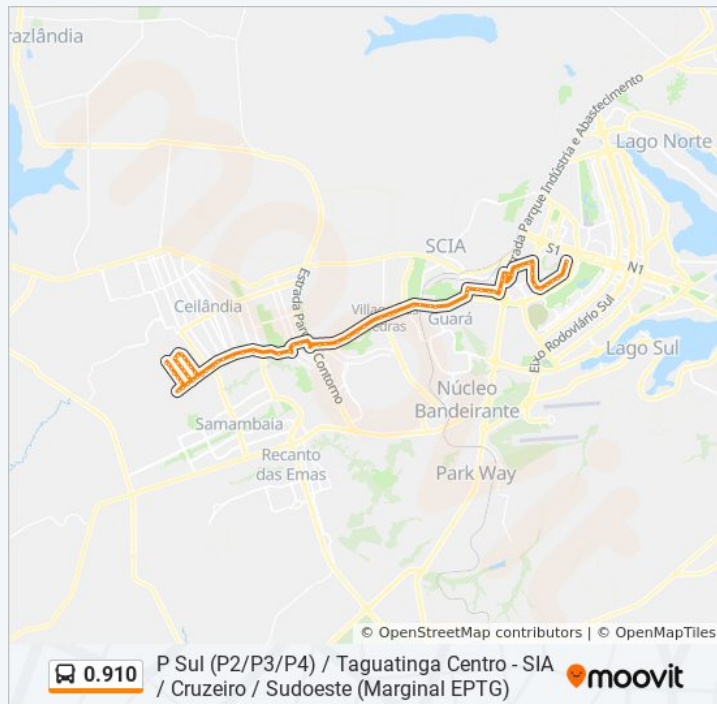 razlândia
Estrada Parque Indústria e Abastecimento
Lago Norte
SCIA
S1
N1
Ceilândia
Estrada Parque Contorno
Guará
Eixo Rodoviário Sul
Lago Sul
Núcleo
Bandeirante
Samambaia
Recanto
das Emas
Park Way
© OpenStreetMap contributors | © OpenMapTiles
0.910
P Sul (P2/P3/P4) / Taguatinga Centro - SIA
/ Cruzeiro / Sudoeste (Marginal EPTG)
moovit